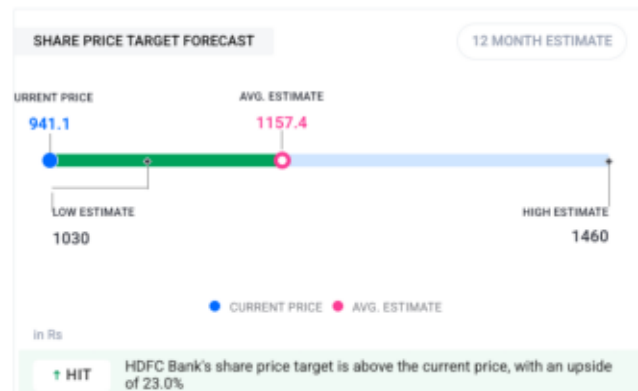 SHARE PRICE TARGET FORECAST
12 MONTH ESTIMATE
URRENT PRICE
AVG. ESTIMATE
941.1
1157.4
LOW ESTIMATE
HIGH ESTIMATE
1030
1460
CURRENT PRICE
AVG. ESTIMATE
in Rs
↑ HIT
HDFC Bank's share price target is above the current price, with an upside
of 23.0%